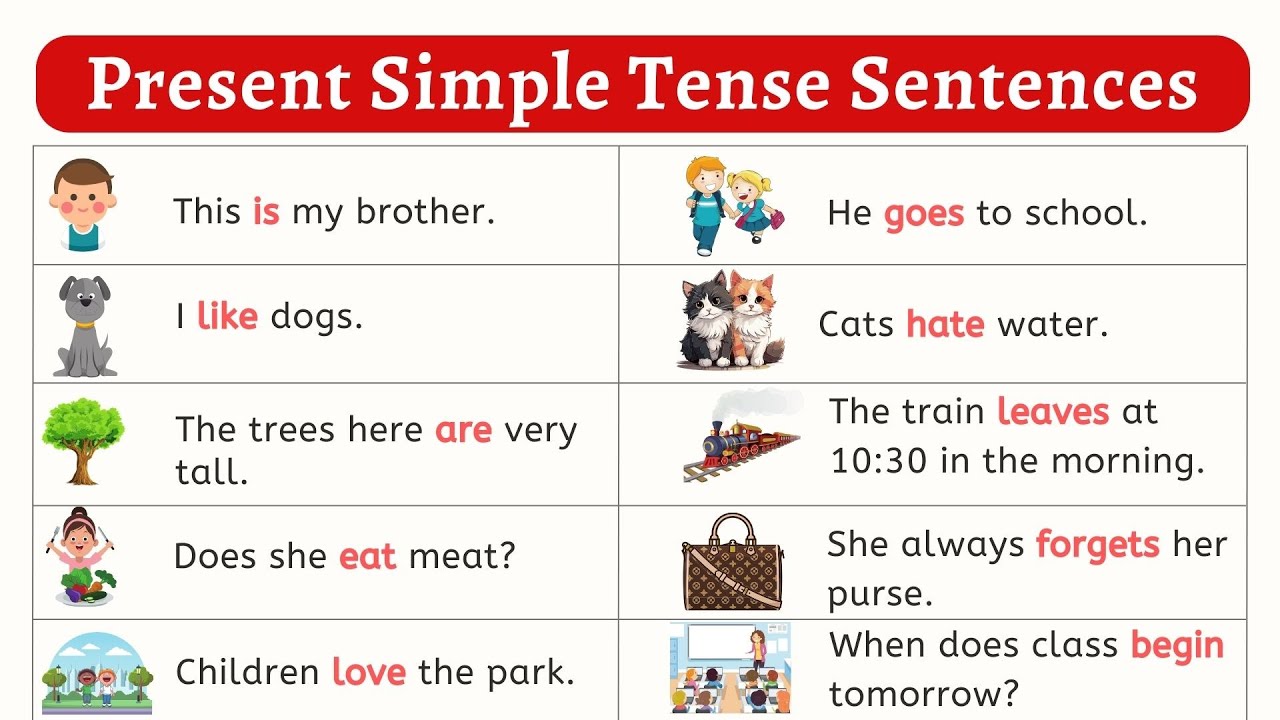 Present Simple Tense Sentences
This is my brother.
He goes to school.
I like dogs.
Cats hate water.
The trees here are very
tall.
The train leaves at
10:30 in the morning.
Does she eat meat?
She always forgets her
purse.
Children love the park.
When does class begin
tomorrow?